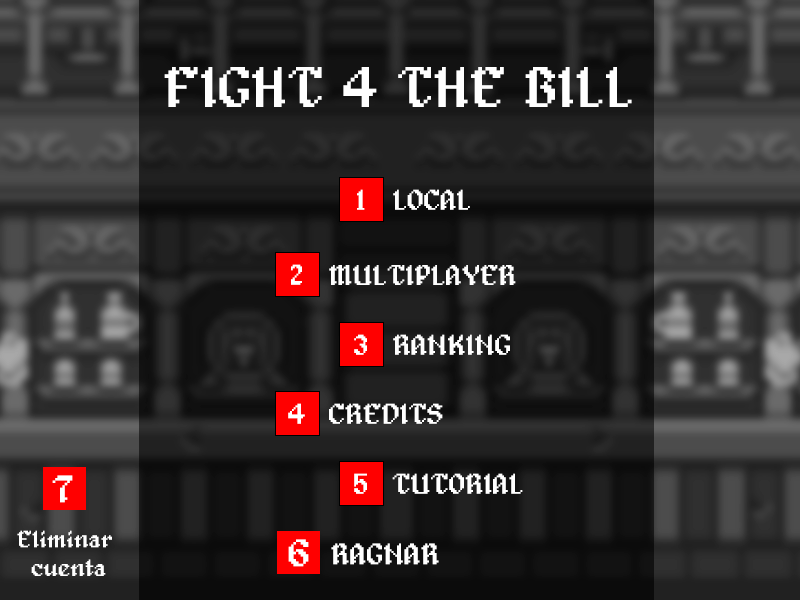 FIGHT 4 THE BILL
1 LOCAL
2 MULTIPLAYER
3 RANKING
4 CREDITS
5 TUTORIAL
6 RAGNAR
7
Eliminar
cuenta